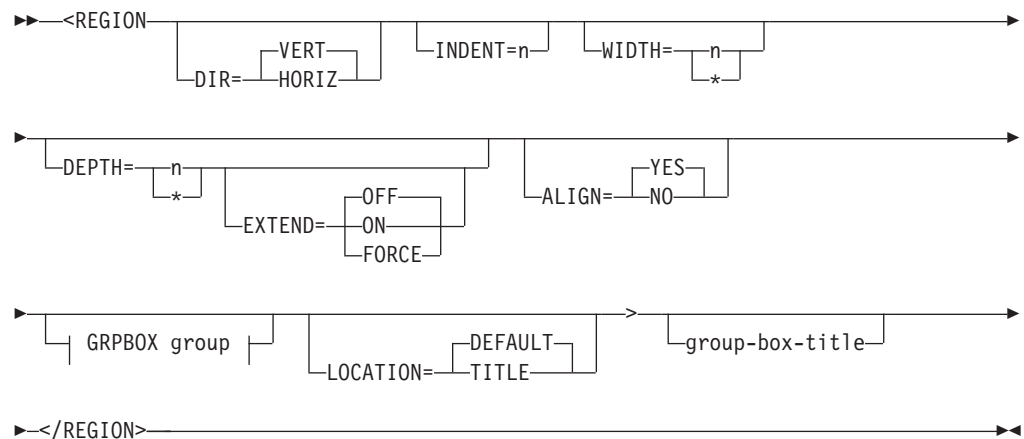 <REGION
VERT
DIR= HORIZ
INDENT=n
WIDTH= n
*
DEPTH= n
*
OFF
EXTEND= ON
FORCE
YES
ALIGN= NO
GRPBOX group
DEFAULT
LOCATION= TITLE
>
group-box-title
</REGION>